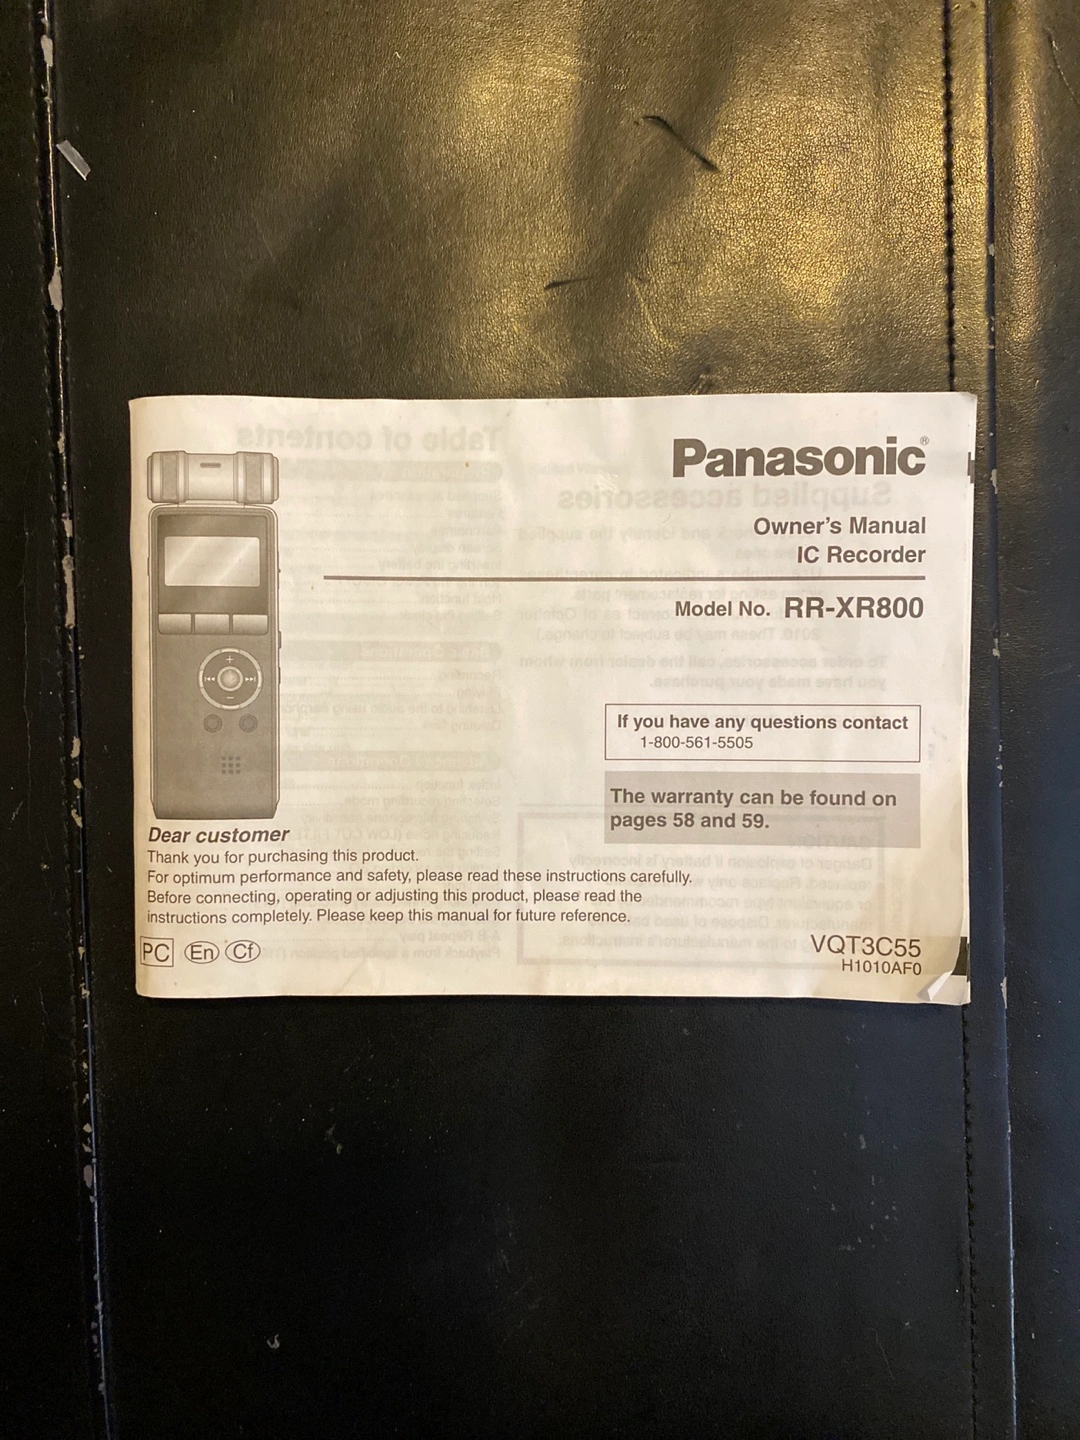 Panasonic®
Owner's Manual
IC Recorder
Model No. RR-XR800
If you have any questions contact
1-800-561-5505
The warranty can be found on
pages 58 and 59.
Dear customer
Thank you for purchasing this product.
For optimum performance and safety, please read these instructions carefully.
Before connecting, operating or adjusting this product, please read the
instructions completely. Please keep this manual for future reference.
PC En Cf
VQT3C55
H1010AF0